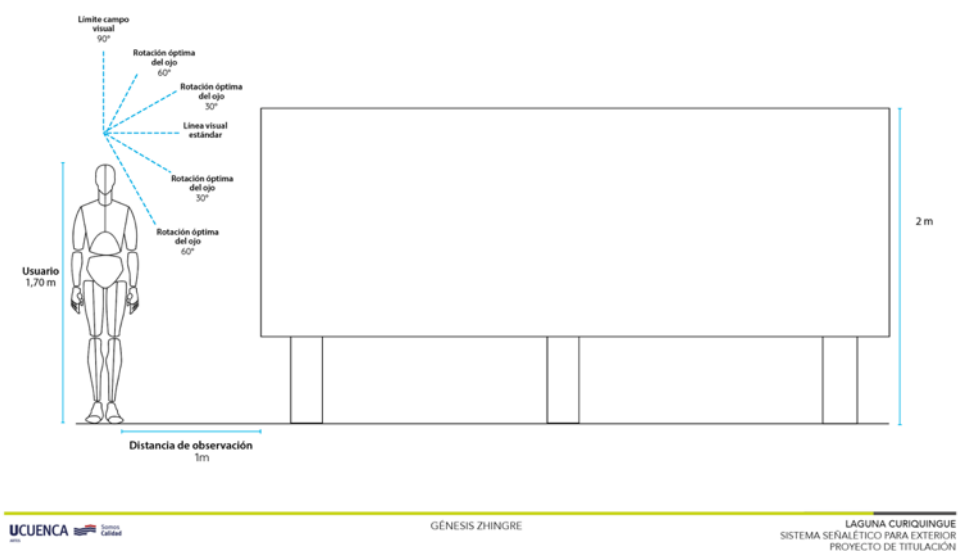 Límite campo
visual
90°
Rotación óptima
del ojo
60°
Rotación óptima
del ojo
30°
Línea visual
estándar
Rotación óptima
del ojo
30°
Rotación óptima
del ojo
60°
Usuario
1,70 m
2 m
Distancia de observación
1m
UCUENCA
Somos
Calidad
GÉNESIS ZHINGRE
LAGUNA CURIQUINGUE
SISTEMA SEÑALÉTICO PARA EXTERIOR
PROYECTO DE TITULACIÓN